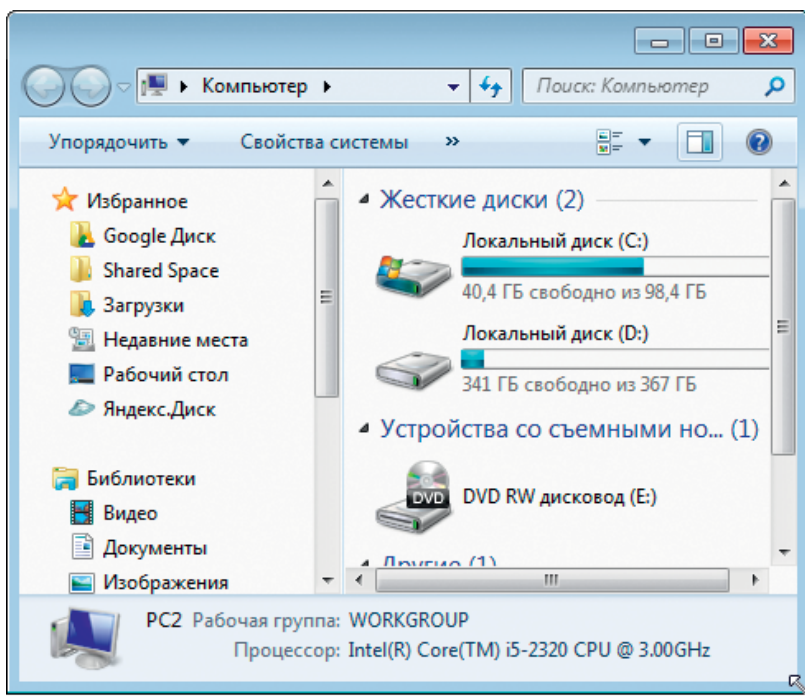 Компьютер
Поиск: Компьютер
Упорядочить
Свойства системы
»
Избранное
Google Диск
Shared Space
Загрузки
Недавние места
Рабочий стол
Яндекс.Диск
Библиотеки
Видео
Документы
Изображения
Жесткие диски (2)
Локальный диск (C:)
40,4 ГБ свободно из 98,4 ГБ
Локальный диск (D:)
341 ГБ свободно из 367 ГБ
Устройства со съемными но... (1)
DVD
DVD RW дисковод (E:)
Другие (1)
PC2 Рабочая группа: WORKGROUP
Процессор: Intel(R) Core(TM) i5-2320 CPU @ 3.00GHz